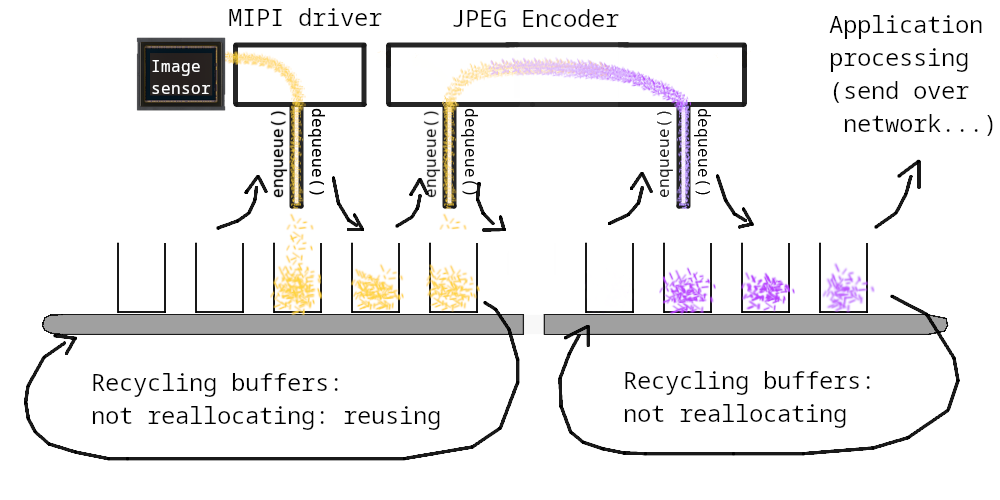 MIPI driver
JPEG Encoder
Application
processing
(send over
network...)
Image
sensor
enqueue()
dequeue()
enqueue()
dequeue()
enqueue()
dequeue()
Recycling buffers:
not reallocating: reusing
Recycling buffers:
not reallocating